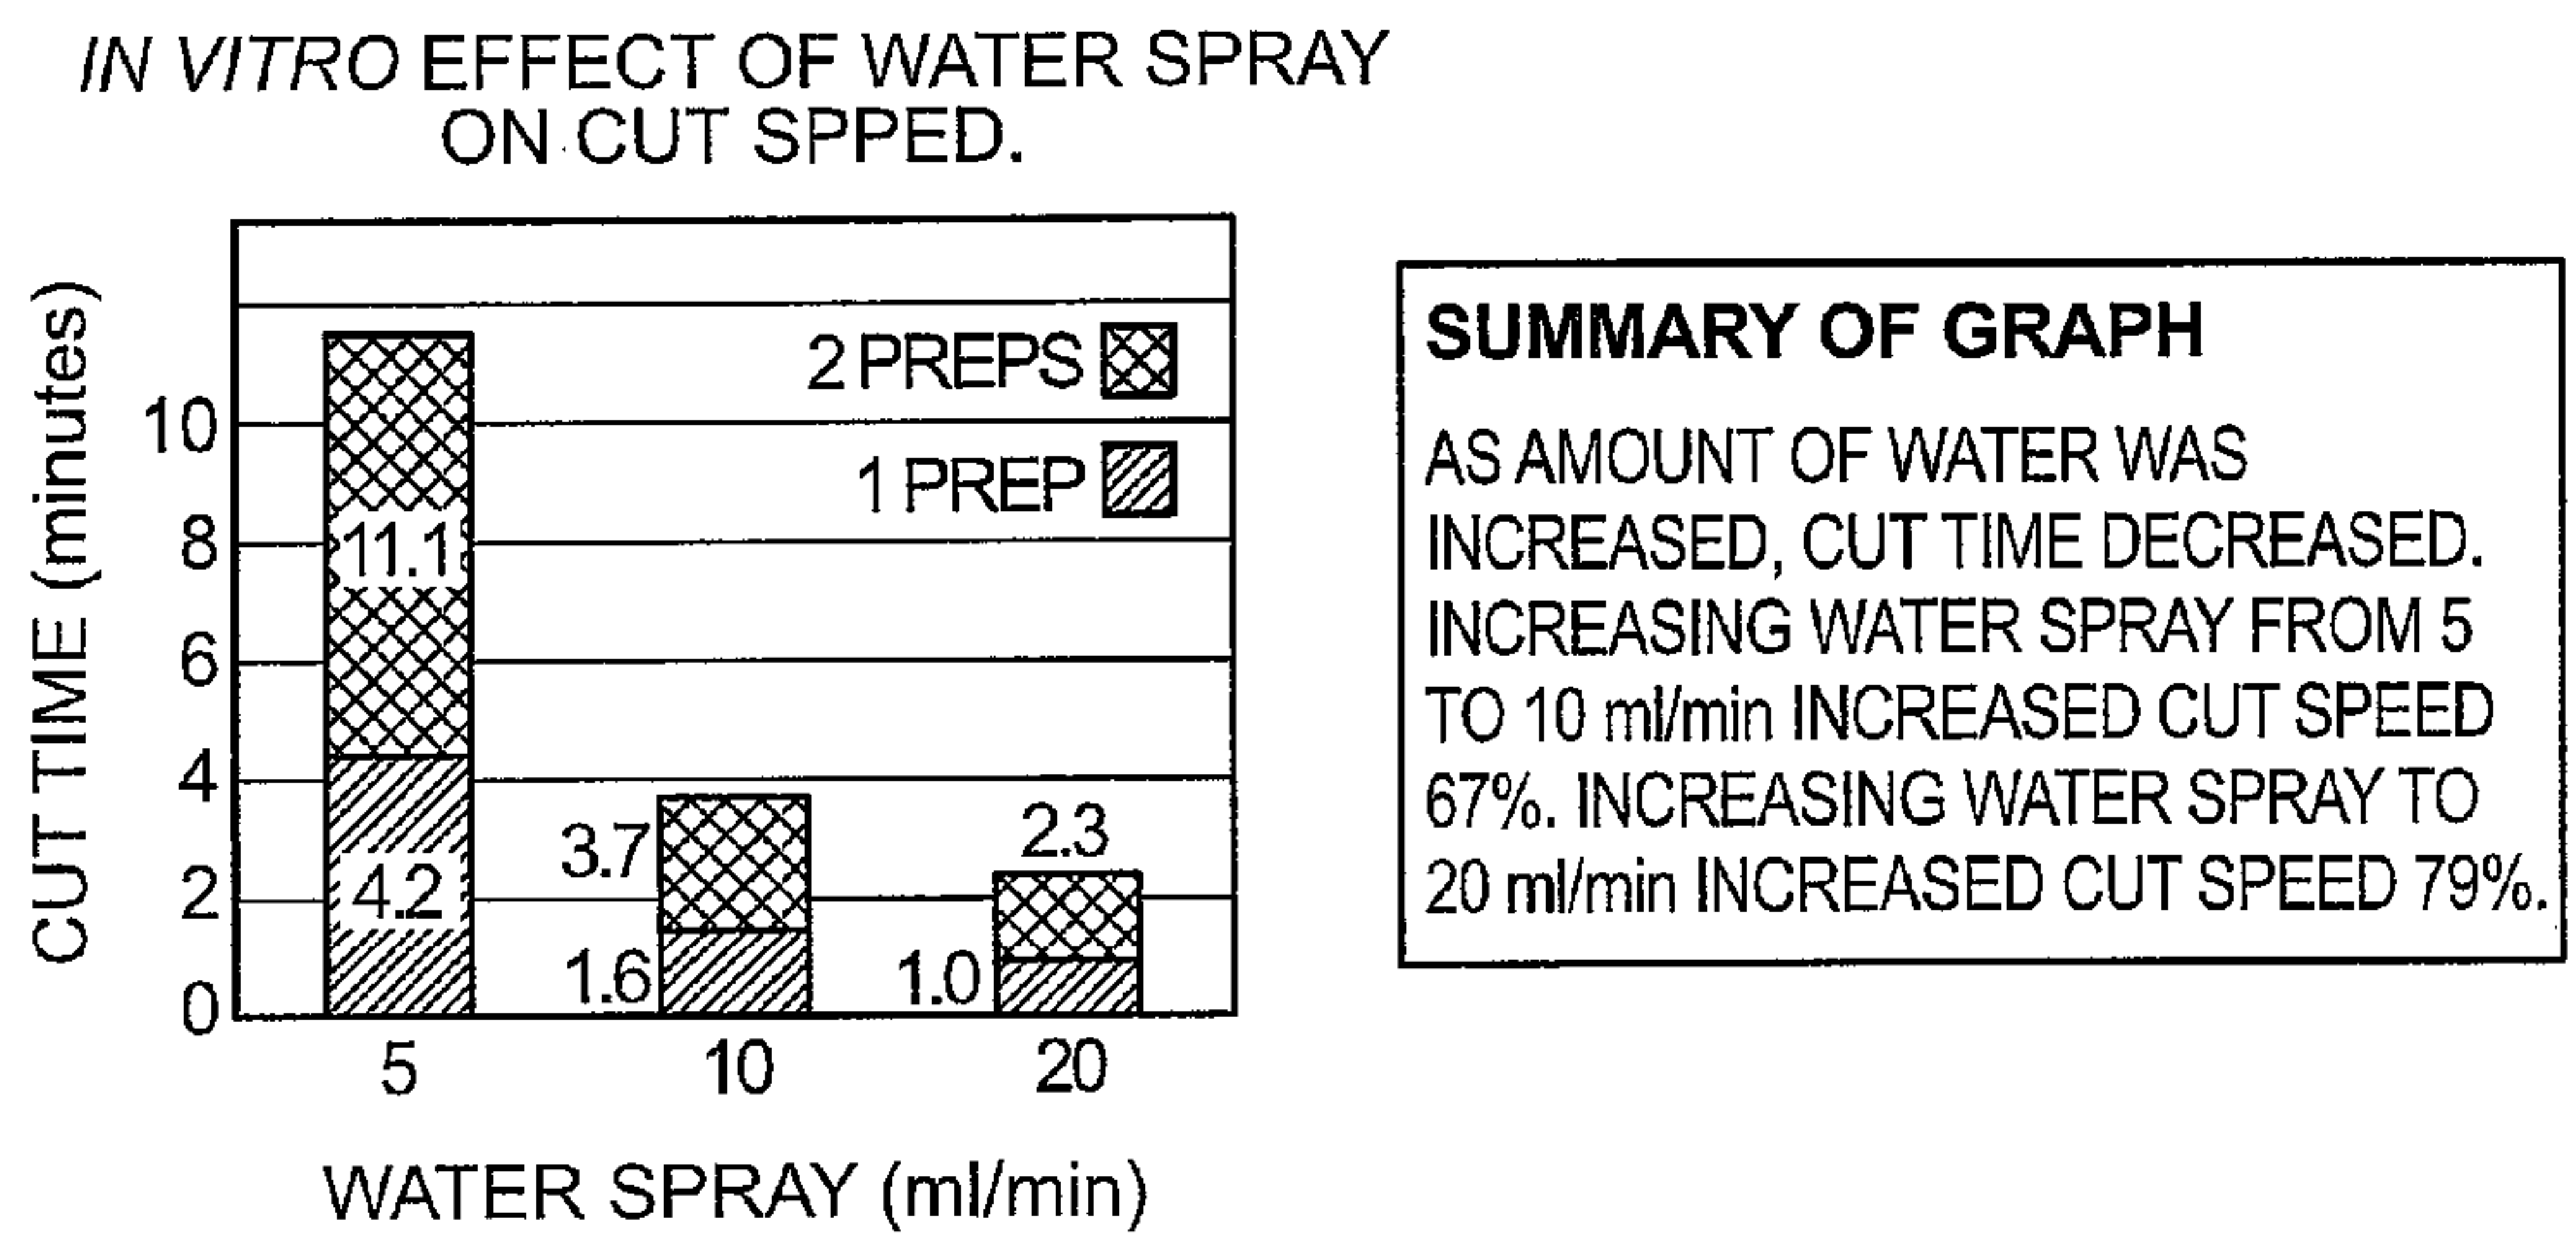 IN VITRO EFFECT OF WATER SPRAY
ON CUT SPPED.
CUT TIME (minutes)
10
8
6
4
2
0
2 PREPS
1 PREP
11.1
4.2
3.7
1.6
2.3
1.0
5
10
20
WATER SPRAY (ml/min)
SUMMARY OF GRAPH
AS AMOUNT OF WATER WAS
INCREASED, CUT TIME DECREASED.
INCREASING WATER SPRAY FROM 5
TO 10 ml/min INCREASED CUT SPEED
67%. INCREASING WATER SPRAY TO
20 ml/min INCREASED CUT SPEED 79%.